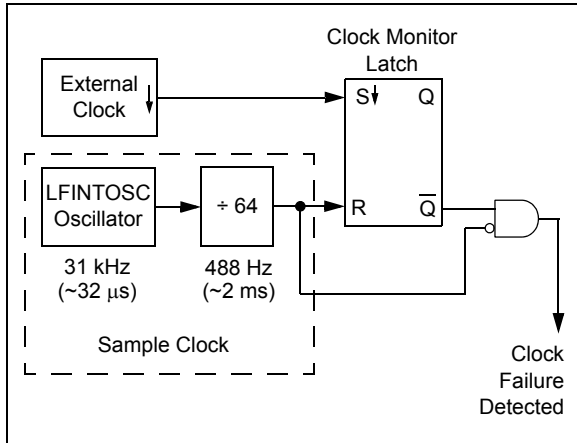 Clock Monitor
Latch
External
Clock
S
Q
LFINTOSC
Oscillator
÷ 64
R
Q
31 kHz
(~32 μs)
488 Hz
(~2 ms)
Sample Clock
Clock
Failure
Detected